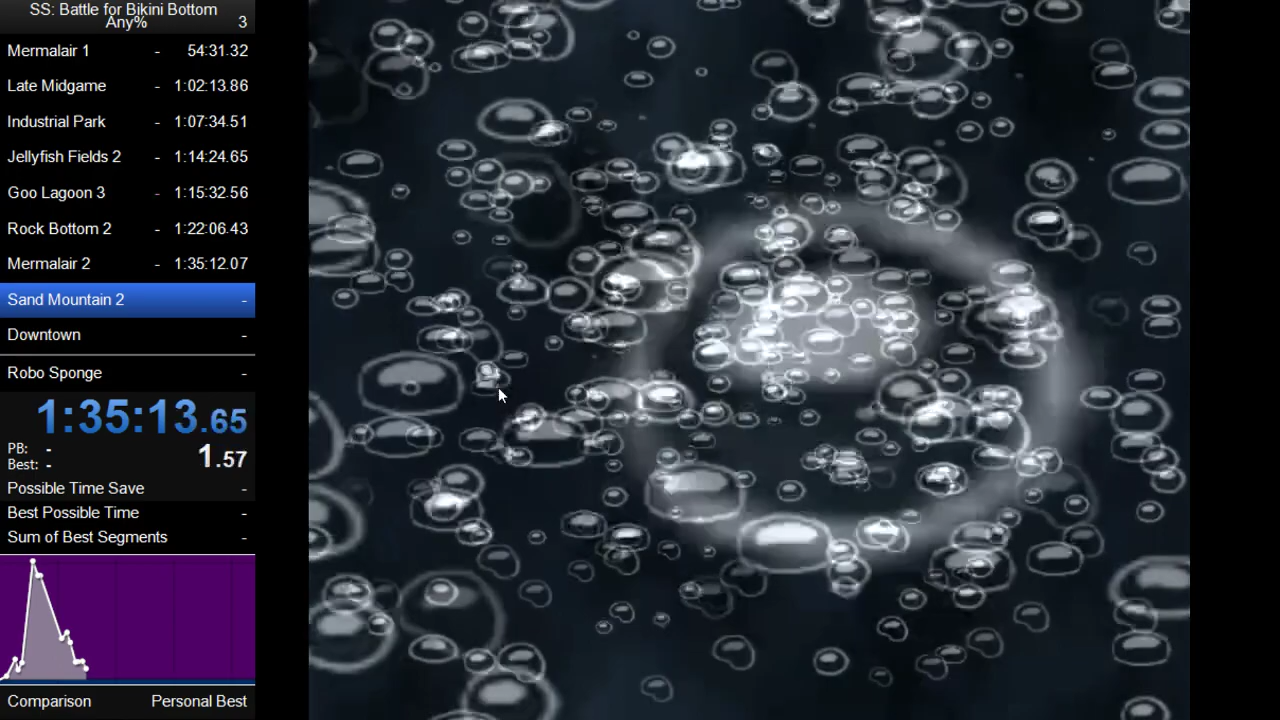 SS: Battle for Bikini Bottom
Any% 3
Mermalair 1 - 54:31.32
Late Midgame - 1:02:13.86
Industrial Park - 1:07:34.51
Jellyfish Fields 2 - 1:14:24.65
Goo Lagoon 3 - 1:15:32.56
Rock Bottom 2 - 1:22:06.43
Mermalair 2 - 1:35:12.07
Sand Mountain 2 -
Downtown -
Robo Sponge -
1:35:13.65
PB: -
Best: - 1.57
Possible Time Save -
Best Possible Time -
Sum of Best Segments -
Comparison Personal Best